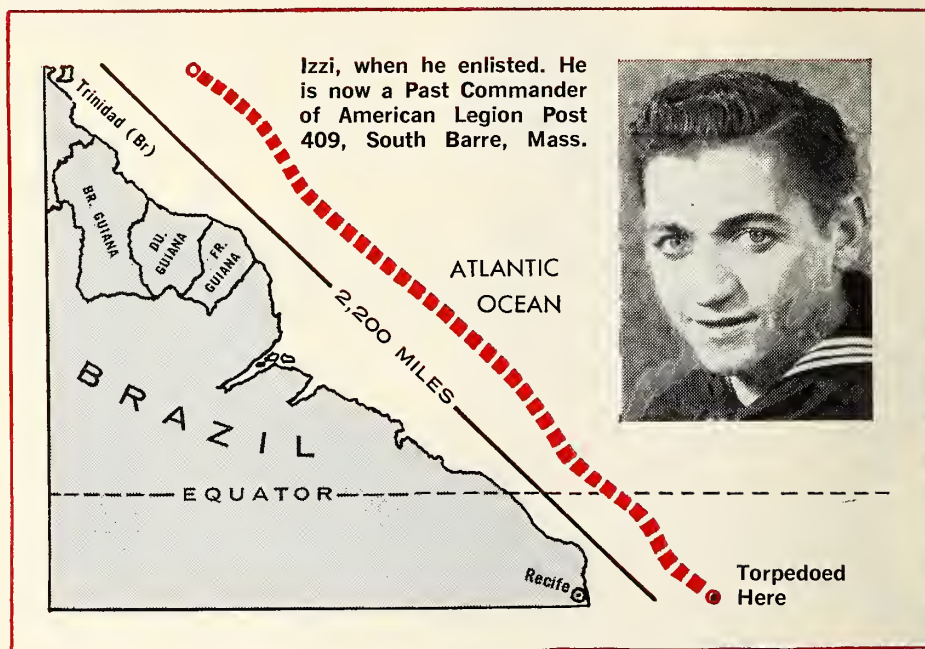 Izzi, when he enlisted. He
is now a Past Commander
of American Legion Post
409, South Barre, Mass.
Trinidad (Br)
BR. GUIANA
DU.
GUIANA
FR.
GUIANA
ATLANTIC
OCEAN
2,200 MILES
BRAZIL
EQUATOR
Recife
Torpedoed
Here